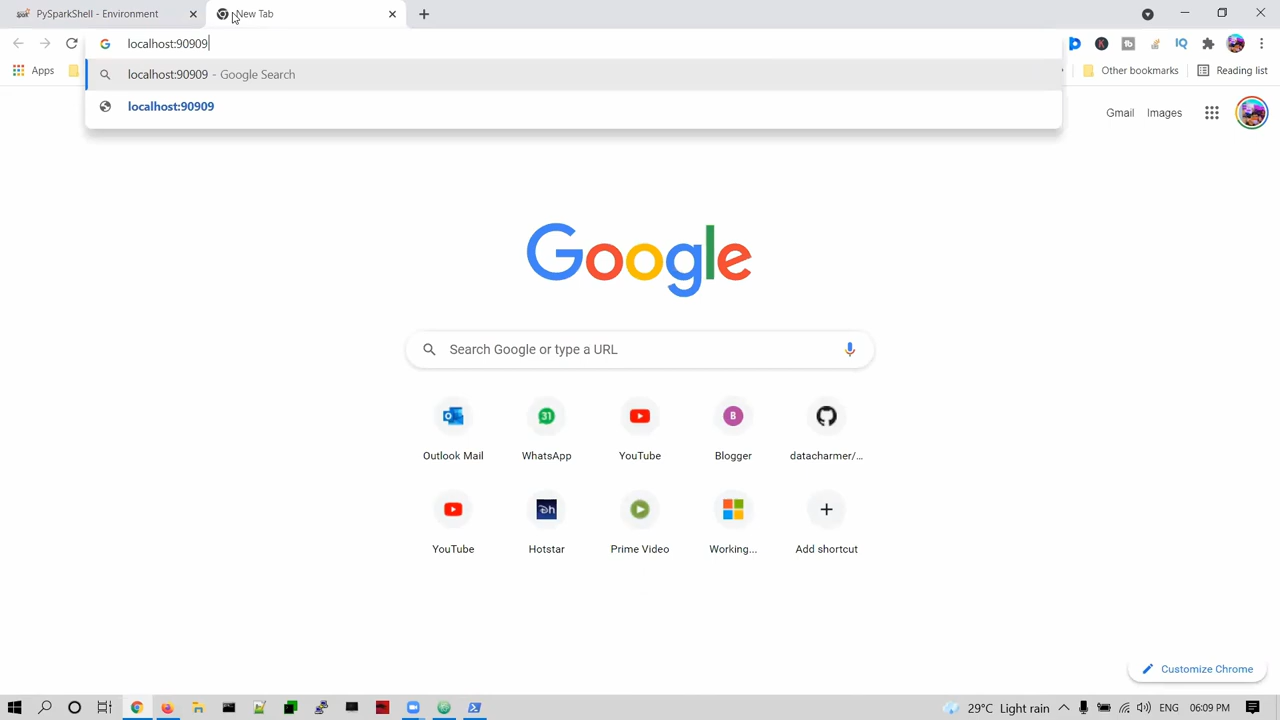 PySparkShell - Environment
New Tab
localhost:90909
Apps
Other bookmarks
Reading list
localhost:90909 - Google Search
localhost:90909
Gmail
Images
Google
Search Google or type a URL
Outlook Mail
WhatsApp
YouTube
Blogger
datacharmer/...
YouTube
Hotstar
Prime Video
Working...
Add shortcut
Customize Chrome
29°C Light rain
ENG
06:09 PM